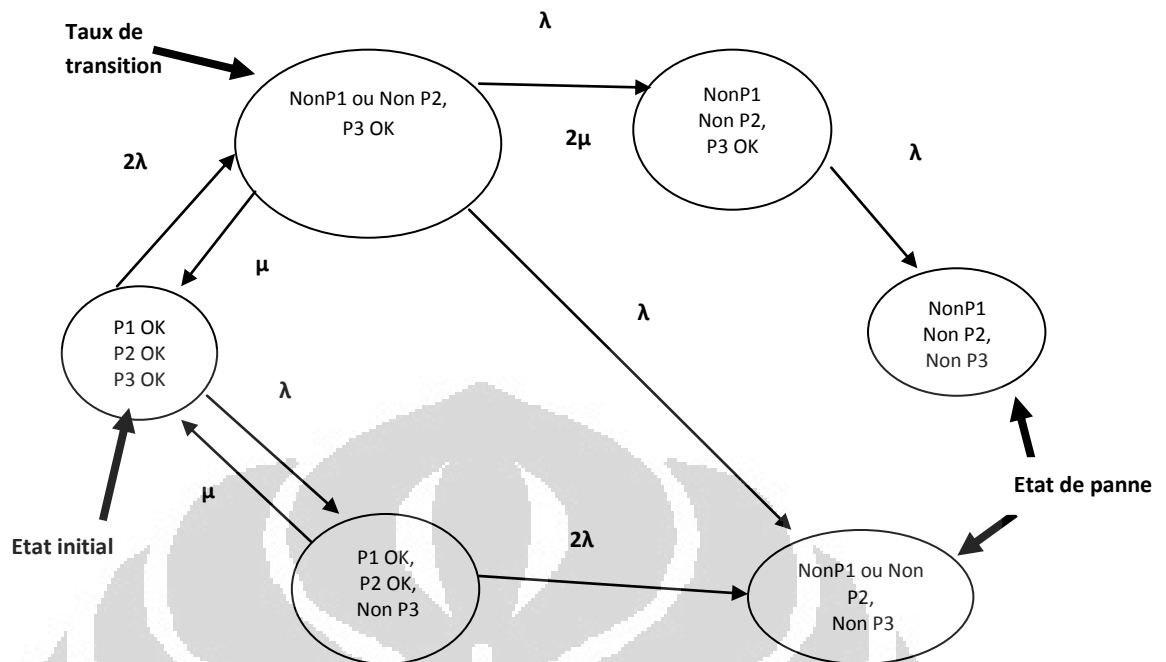 Taux de
transition
λ
NonP1 ou Non P2,
P3 OK
NonP1
Non P2,
P3 OK
2μ
λ
2λ
μ
P1 OK
P2 OK
P3 OK
λ
NonP1
Non P2,
Non P3
λ
μ
Etat initial
P1 OK,
P2 OK,
Non P3
2λ
NonP1 ou Non
P2,
Non P3
Etat de panne